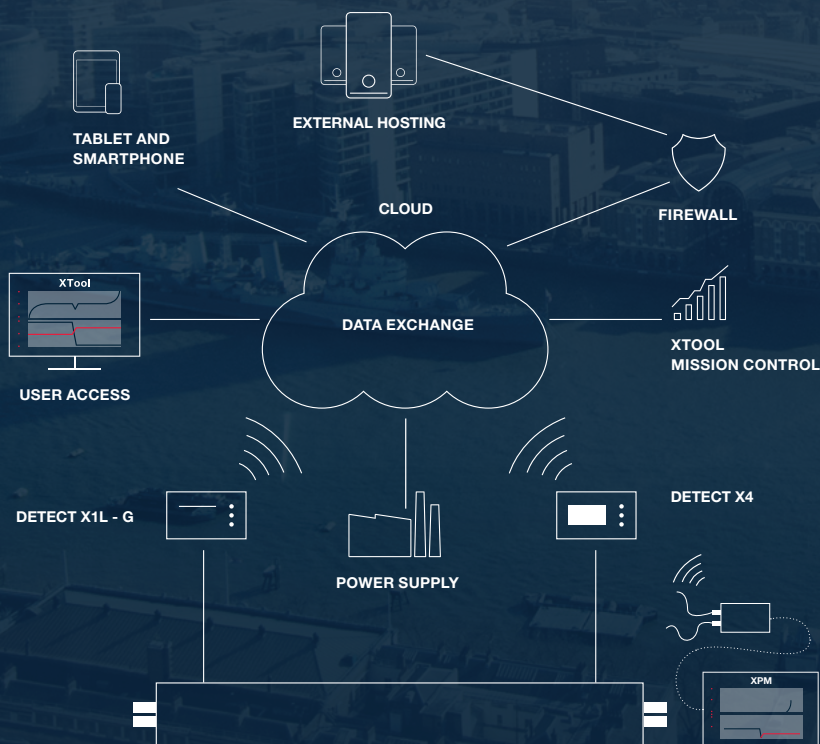 EXTERNAL HOSTING
TABLET AND
SMARTPHONE
CLOUD
FIREWALL
XTool
DATA EXCHANGE
XTOOL
MISSION CONTROL
USER ACCESS
DETECT X4
DETECT X1L - G
POWER SUPPLY
XPM